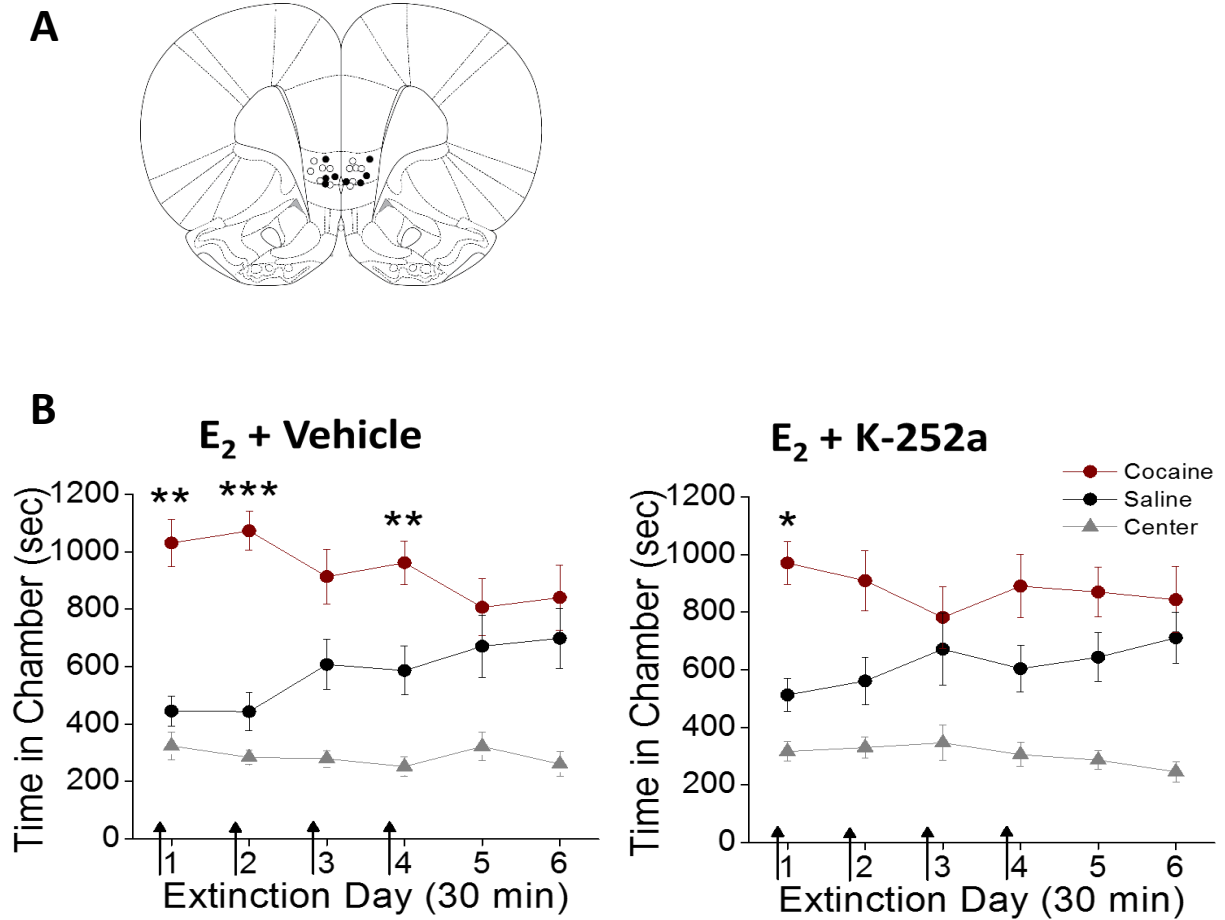 A
B
E₂ + Vehicle
E₂ + K-252a
Cocaine
Saline
Center
Time in Chamber (sec)
1200
1000
800
600
400
200
0
** *** **
1 2 3 4 5 6
Extinction Day (30 min)
Time in Chamber (sec)
1200
1000
800
600
400
200
0
*
1 2 3 4 5 6
Extinction Day (30 min)